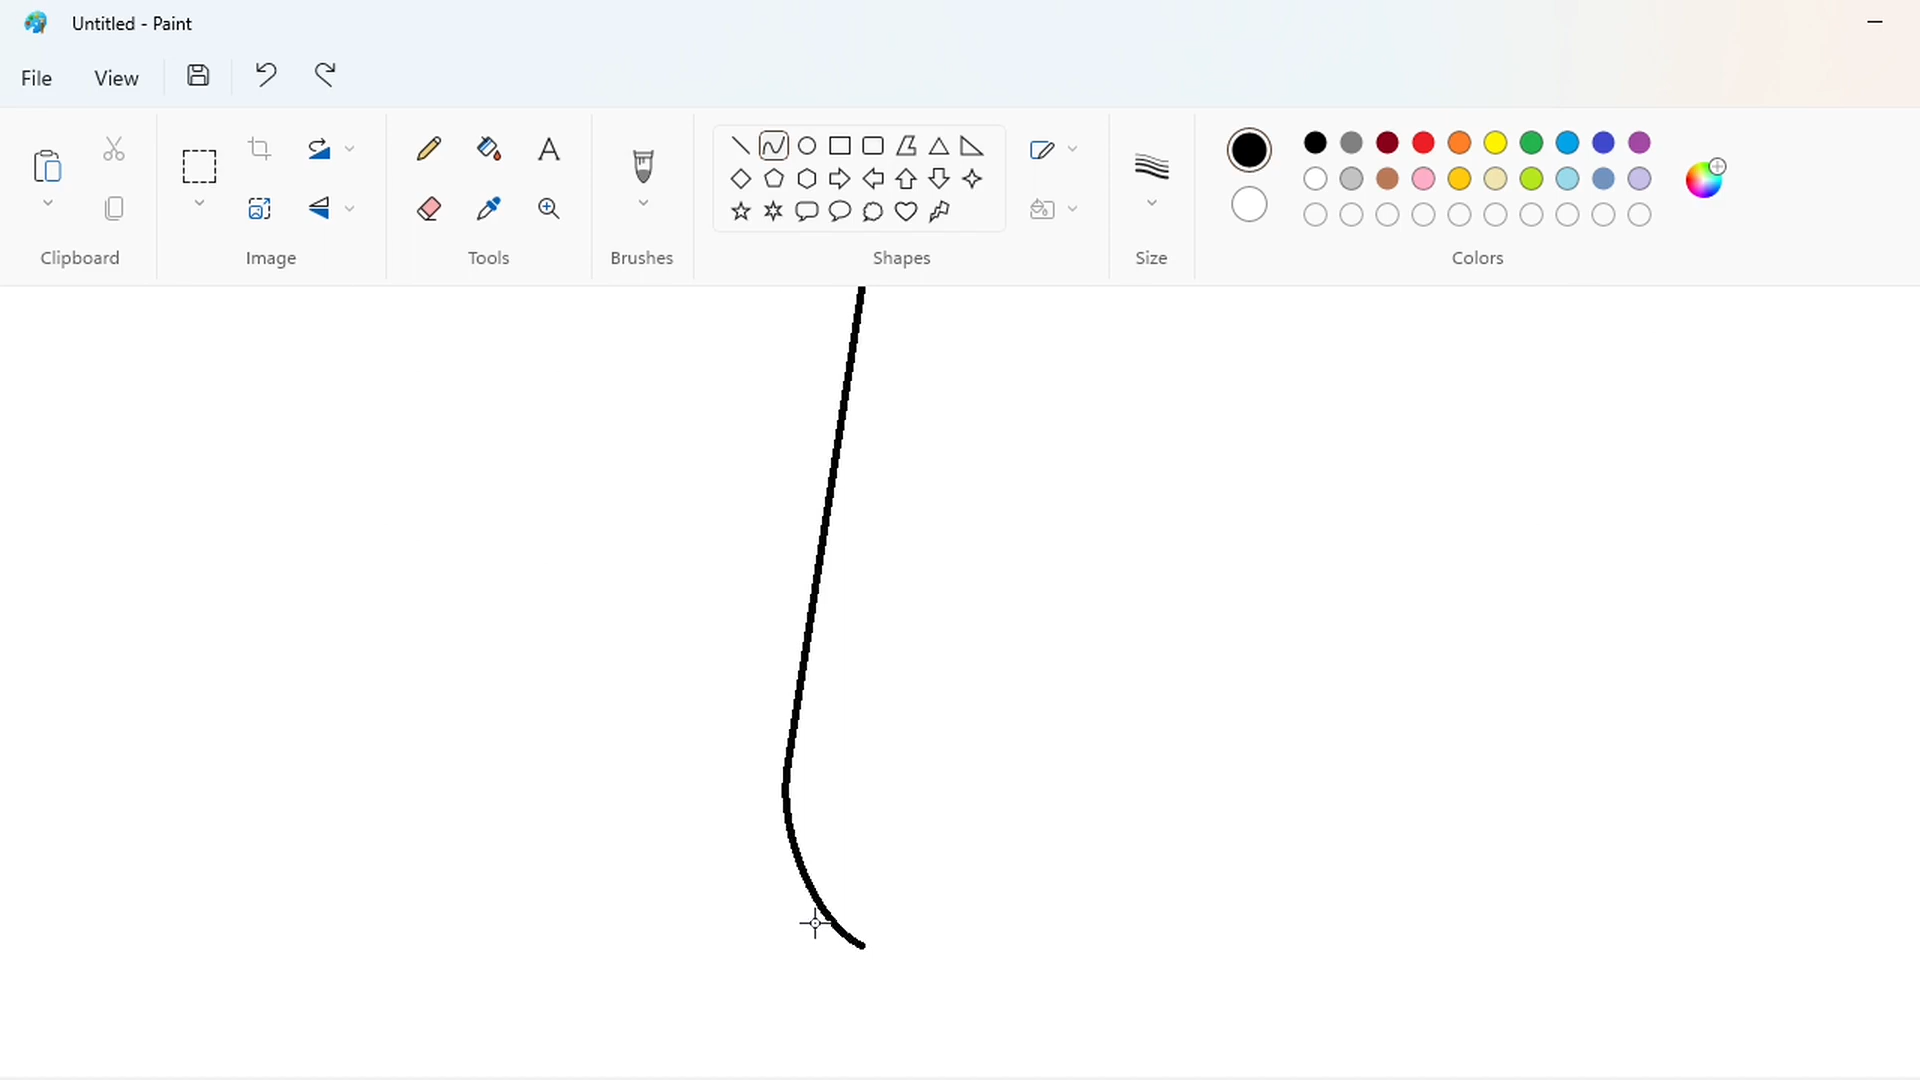 Untitled - Paint
File View
Clipboard Image Tools Brushes Shapes Size Colors